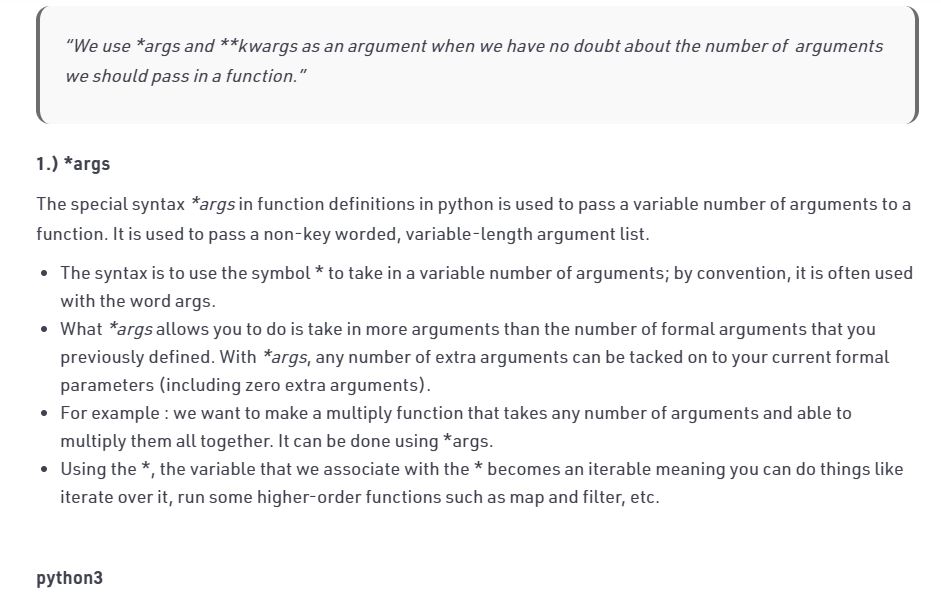 “We use *args and **kwargs as an argument when we have no doubt about the number of  arguments
we should pass in a function.”
1.) *args
The special syntax *args in function definitions in python is used to pass a variable number of arguments to a
function. It is used to pass a non-key worded, variable-length argument list.
• The syntax is to use the symbol * to take in a variable number of arguments; by convention, it is often used
with the word args.
• What *args allows you to do is take in more arguments than the number of formal arguments that you
previously defined. With *args, any number of extra arguments can be tacked on to your current formal
parameters (including zero extra arguments).
• For example : we want to make a multiply function that takes any number of arguments and able to
multiply them all together. It can be done using *args.
• Using the *, the variable that we associate with the * becomes an iterable meaning you can do things like
iterate over it, run some higher-order functions such as map and filter, etc.
python3